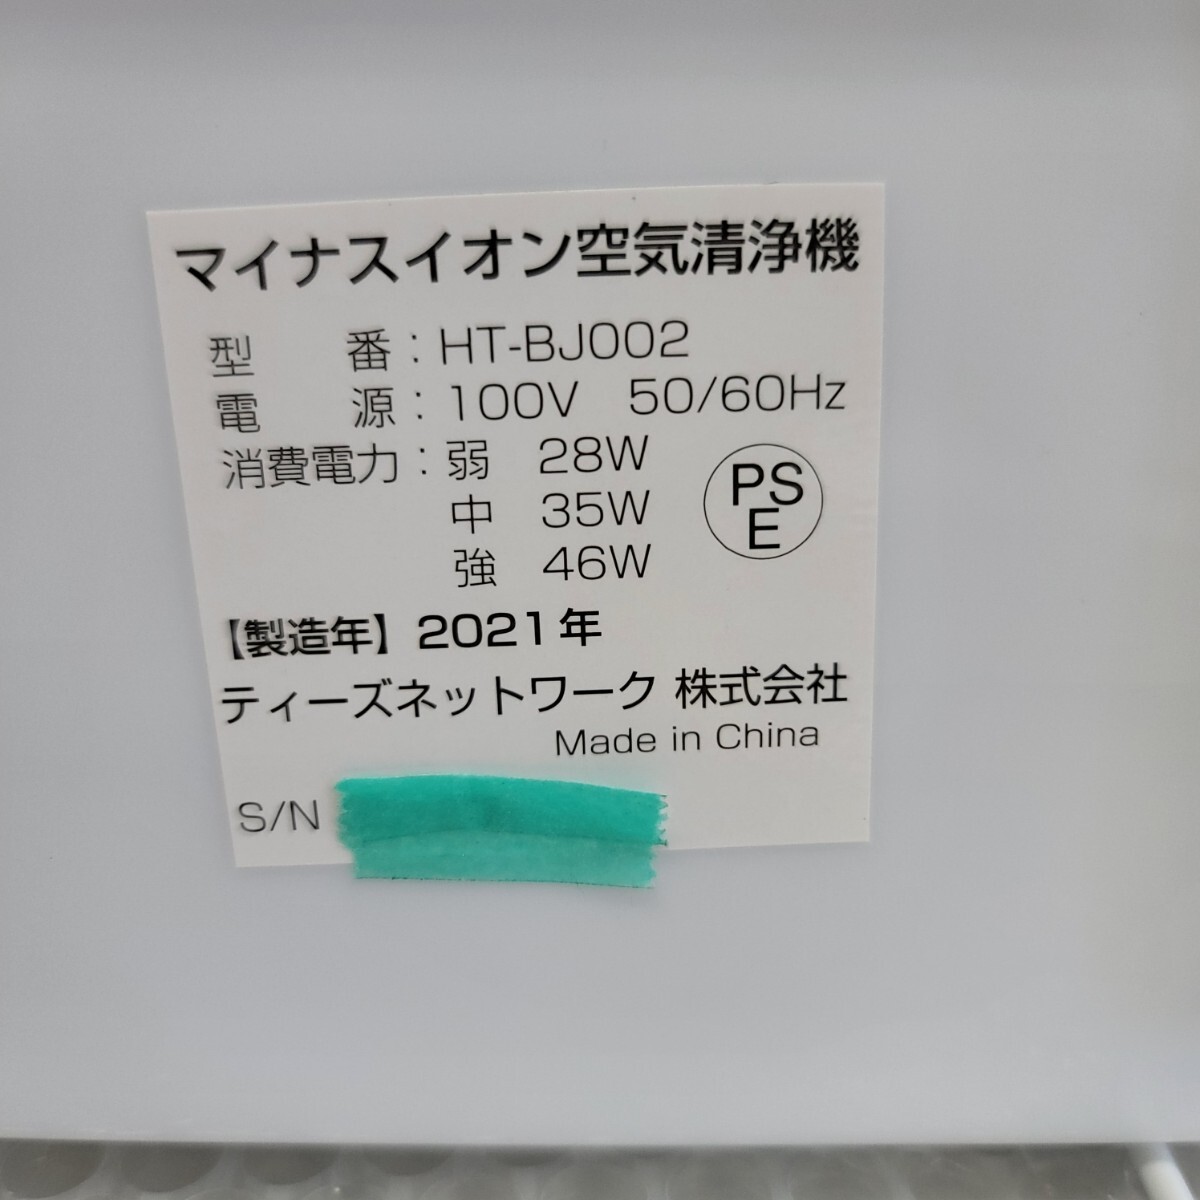 マイナスイオン空気清浄機
型　　番：HT-BJ002
電　　源：100V　50/60Hz
消費電力：弱　28W
中　35W
強　46W
PS
E
【製造年】2021年
ティーズネットワーク 株式会社
Made in China
S/N